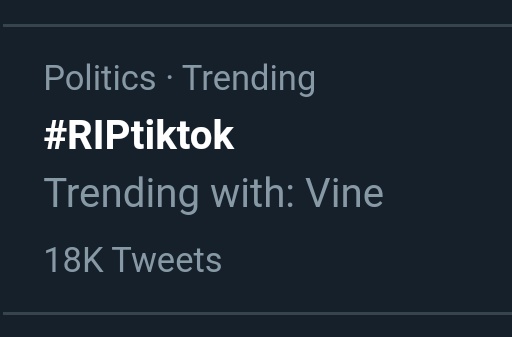 Politics · Trending
#RIPtiktok
Trending with: Vine
18K Tweets